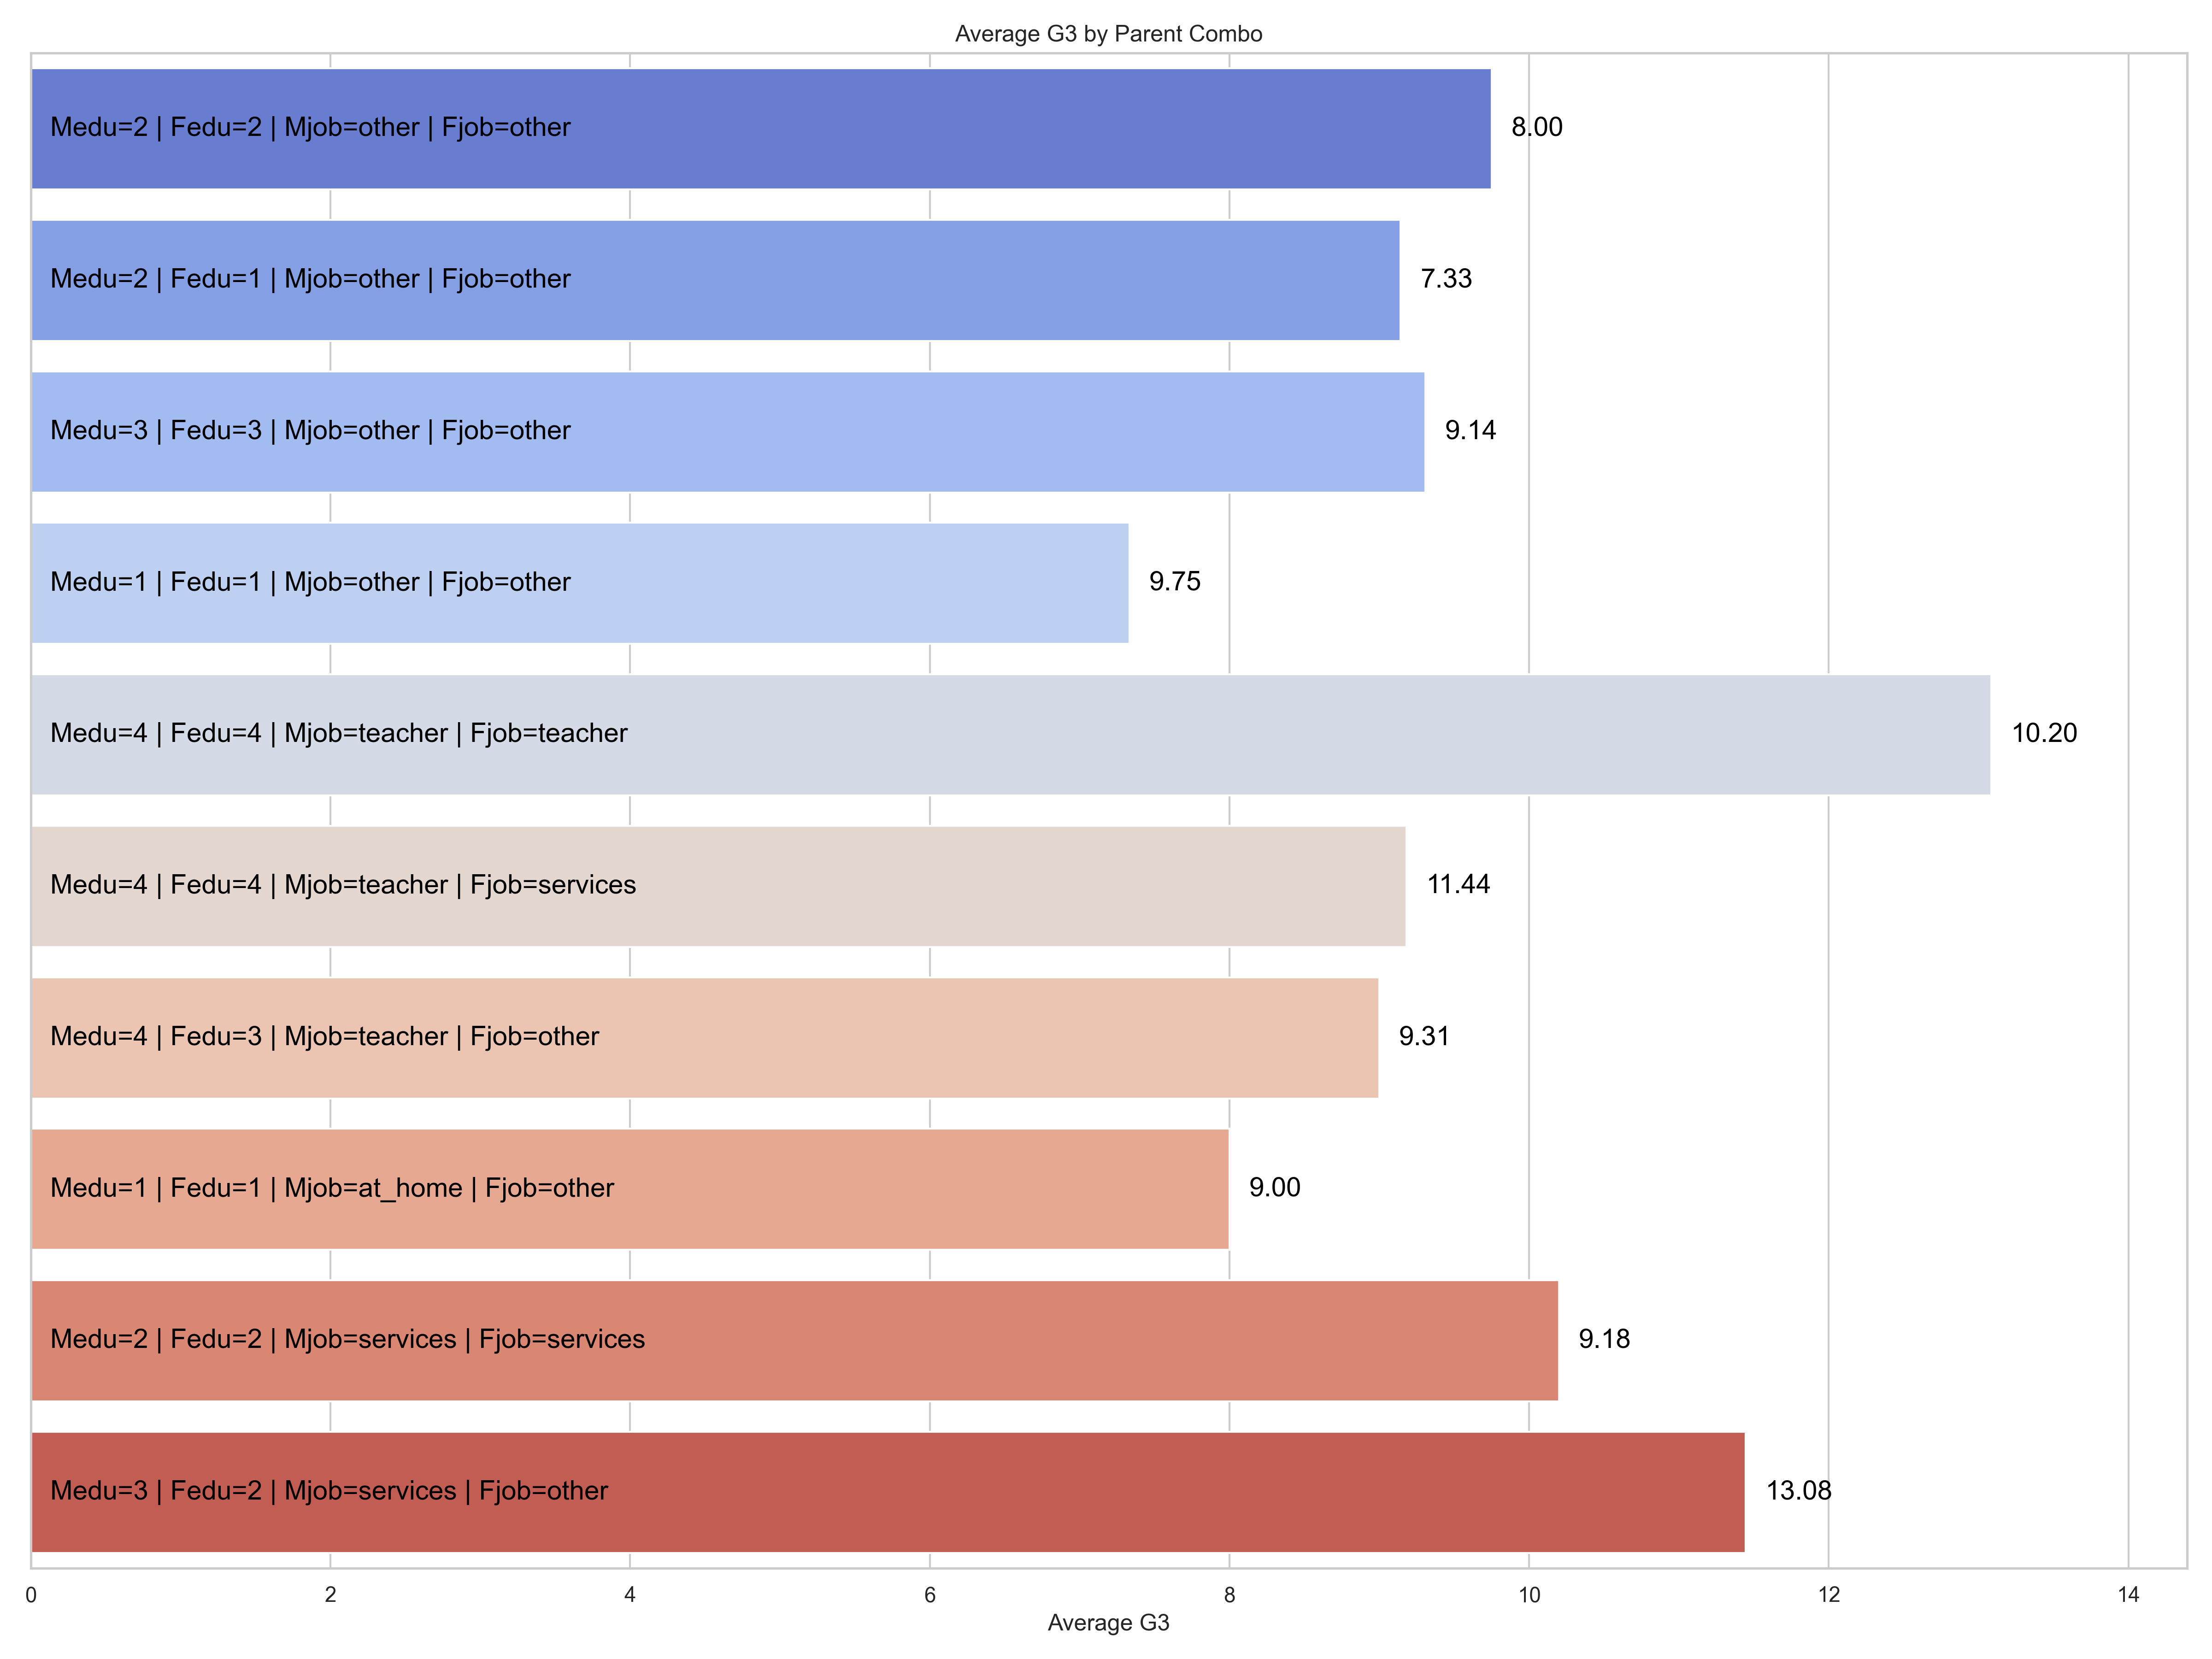 Average G3 by Parent Combo
Medu=2 | Fedu=2 | Mjob=other | Fjob=other 8.00
Medu=2 | Fedu=1 | Mjob=other | Fjob=other 7.33
Medu=3 | Fedu=3 | Mjob=other | Fjob=other 9.14
Medu=1 | Fedu=1 | Mjob=other | Fjob=other 9.75
Medu=4 | Fedu=4 | Mjob=teacher | Fjob=teacher 10.20
Medu=4 | Fedu=4 | Mjob=teacher | Fjob=services 11.44
Medu=4 | Fedu=3 | Mjob=teacher | Fjob=other 9.31
Medu=1 | Fedu=1 | Mjob=at_home | Fjob=other 9.00
Medu=2 | Fedu=2 | Mjob=services | Fjob=services 9.18
Medu=3 | Fedu=2 | Mjob=services | Fjob=other 13.08
0 2 4 6 8 10 12 14
Average G3